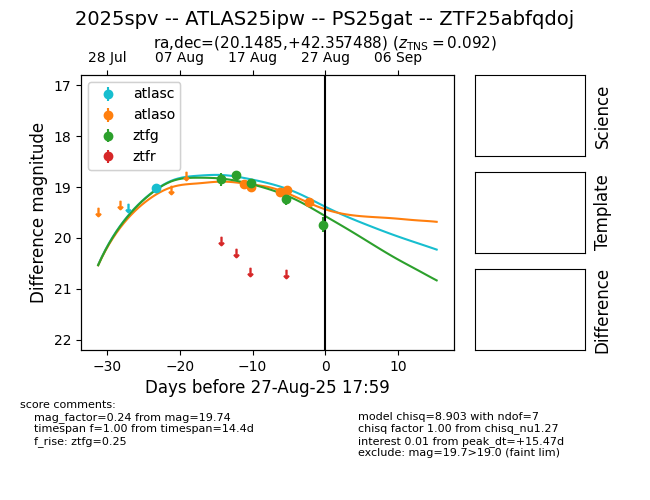 2025spv -- ATLAS25ipw -- PS25gat -- ZTF25abfqdoj
ra,dec=(20.1485,+42.357488) (zTNS = 0.092)
28 Jul 07 Aug 17 Aug 27 Aug 06 Sep
atlasc
atlaso
ztfg
ztfr
17
18
19
20
21
22
Difference magnitude
−30 −20 −10 0 10
Days before 27-Aug-25 17:59
Science
Template
Difference
score comments:
mag_factor=0.24 from mag=19.74
timespan f=1.00 from timespan=14.4d
f_rise: ztfg=0.25
model chisq=8.903 with ndof=7
chisq factor 1.00 from chisq_nu1.27
interest 0.01 from peak_dt=+15.47d
exclude: mag=19.7>19.0 (faint lim)